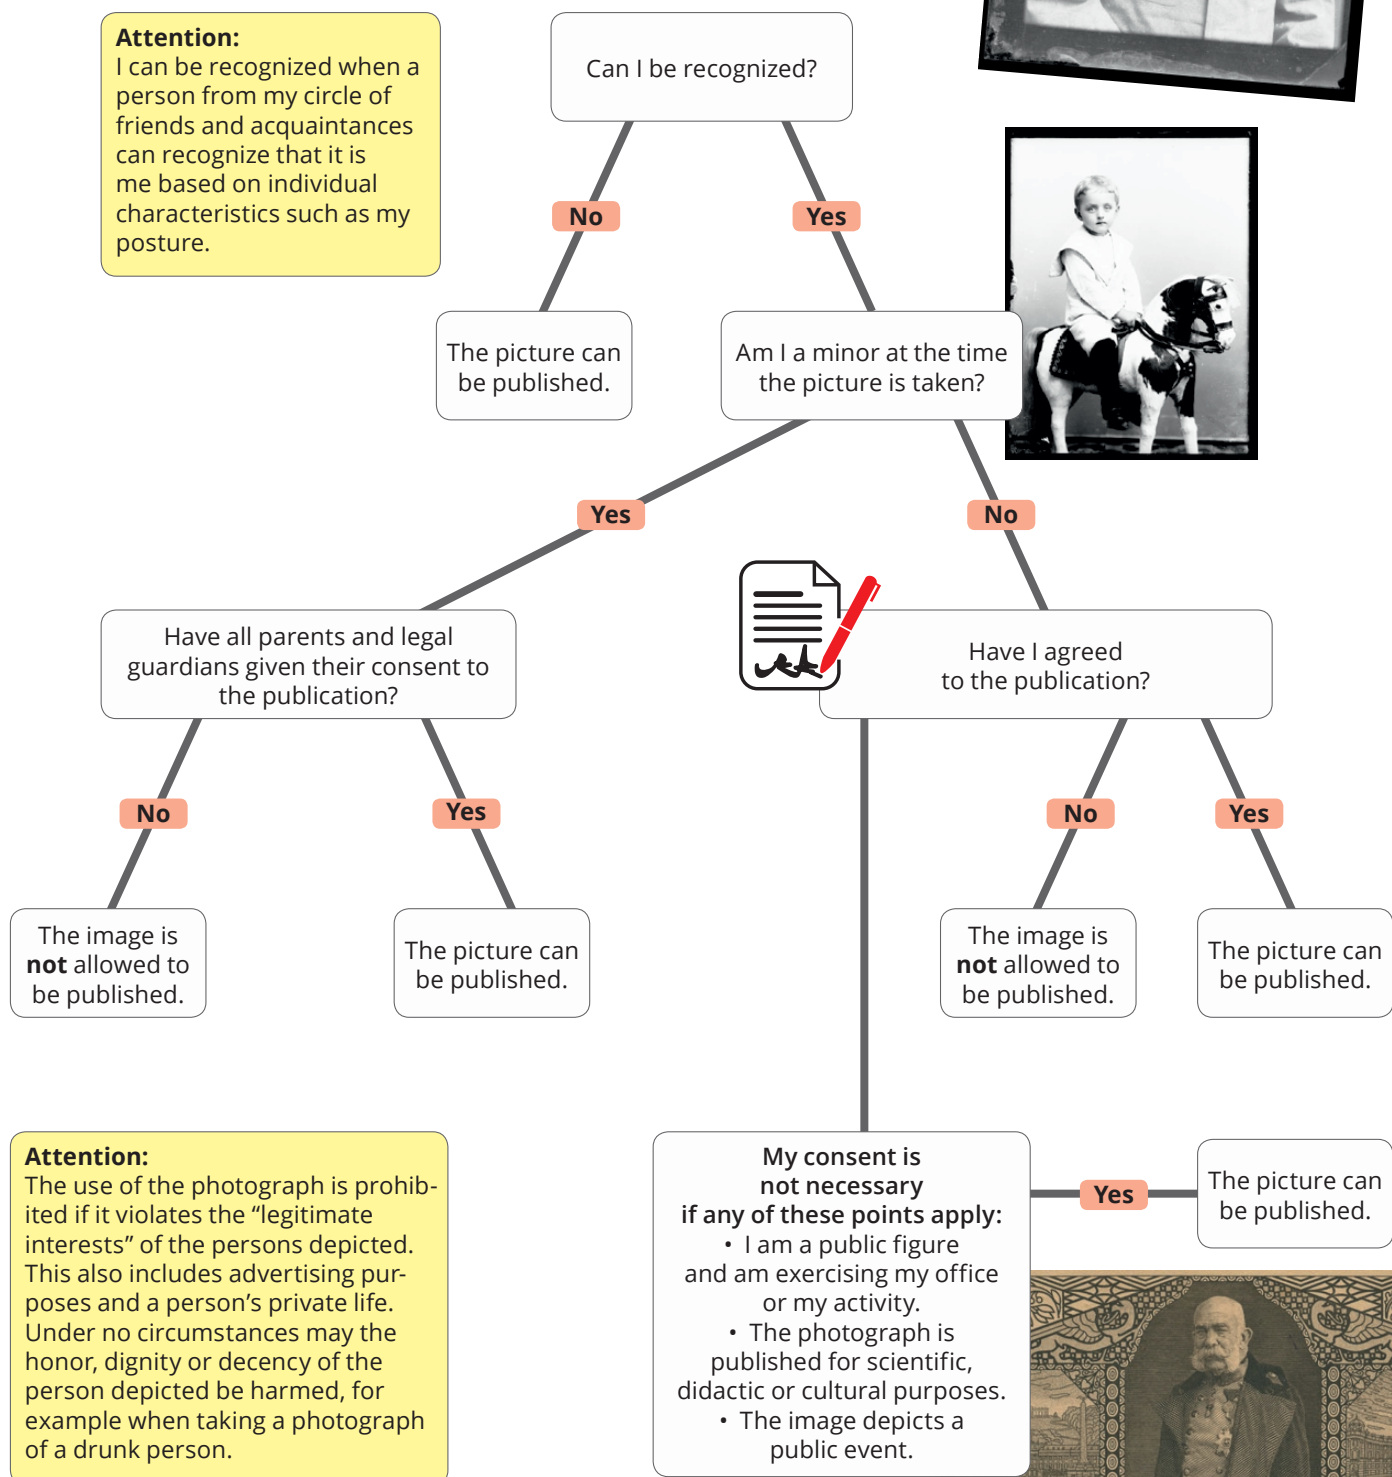 Attention:
I can be recognized when a
person from my circle of
friends and acquaintances
can recognize that it is
me based on individual
characteristics such as my
posture.
Can I be recognized?
No
Yes
The picture can
be published.
Am I a minor at the time
the picture is taken?
Yes
No
Have all parents and legal
guardians given their consent to
the publication?
Have I agreed
to the publication?
No
Yes
No
Yes
The image is
not allowed to
be published.
The picture can
be published.
The image is
not allowed to
be published.
The picture can
be published.
Attention:
The use of the photograph is prohib-
ited if it violates the “legitimate
interests” of the persons depicted.
This also includes advertising pur-
poses and a person’s private life.
Under no circumstances may the
honor, dignity or decency of the
person depicted be harmed, for
example when taking a photograph
of a drunk person.
My consent is
not necessary
if any of these points apply:
• I am a public figure
and am exercising my office
or my activity.
• The photograph is
published for scientific,
didactic or cultural purposes.
• The image depicts a
public event.
Yes
The picture can
be published.